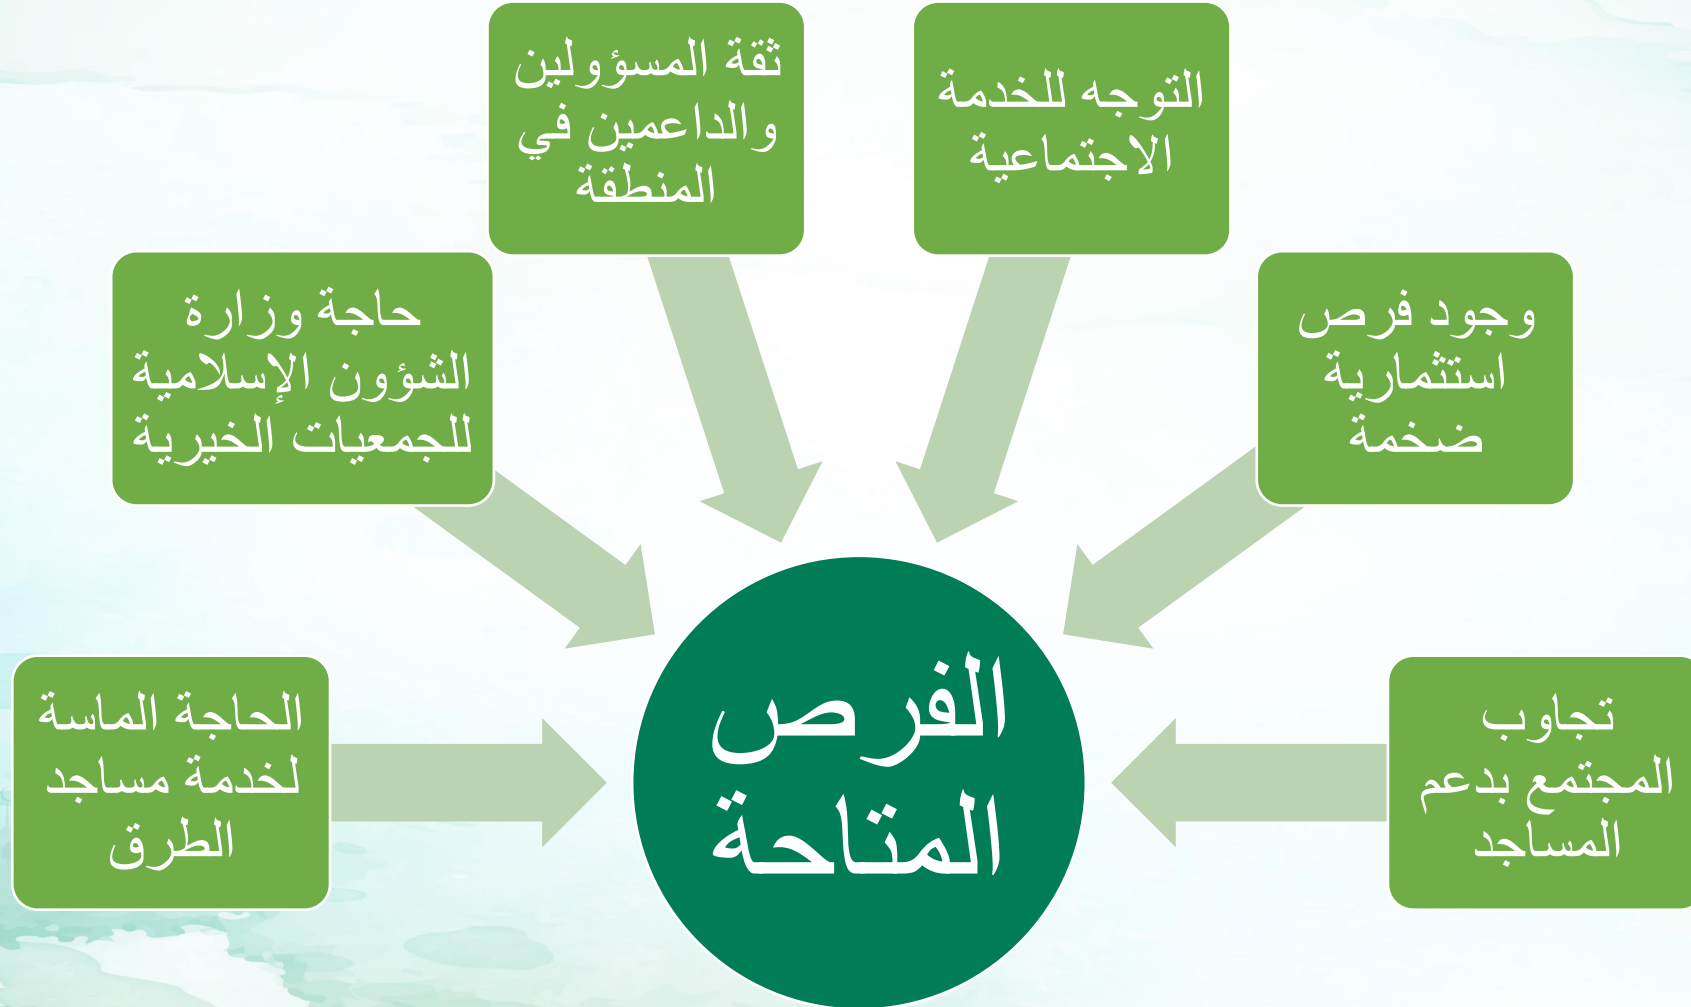 التوجه للخدمة
الاجتماعية
ثقة المسؤولين
والداعمين في
المنطقة
وجود فرص
استثمارية
ضخمة
حاجة وزارة
الشؤون الإسلامية
للجمعيات الخيرية
تجاوب
المجتمع بدعم
المساجد
الحاجة الماسة
لخدمة مساجد
الطرق
الفرص
المتاحة